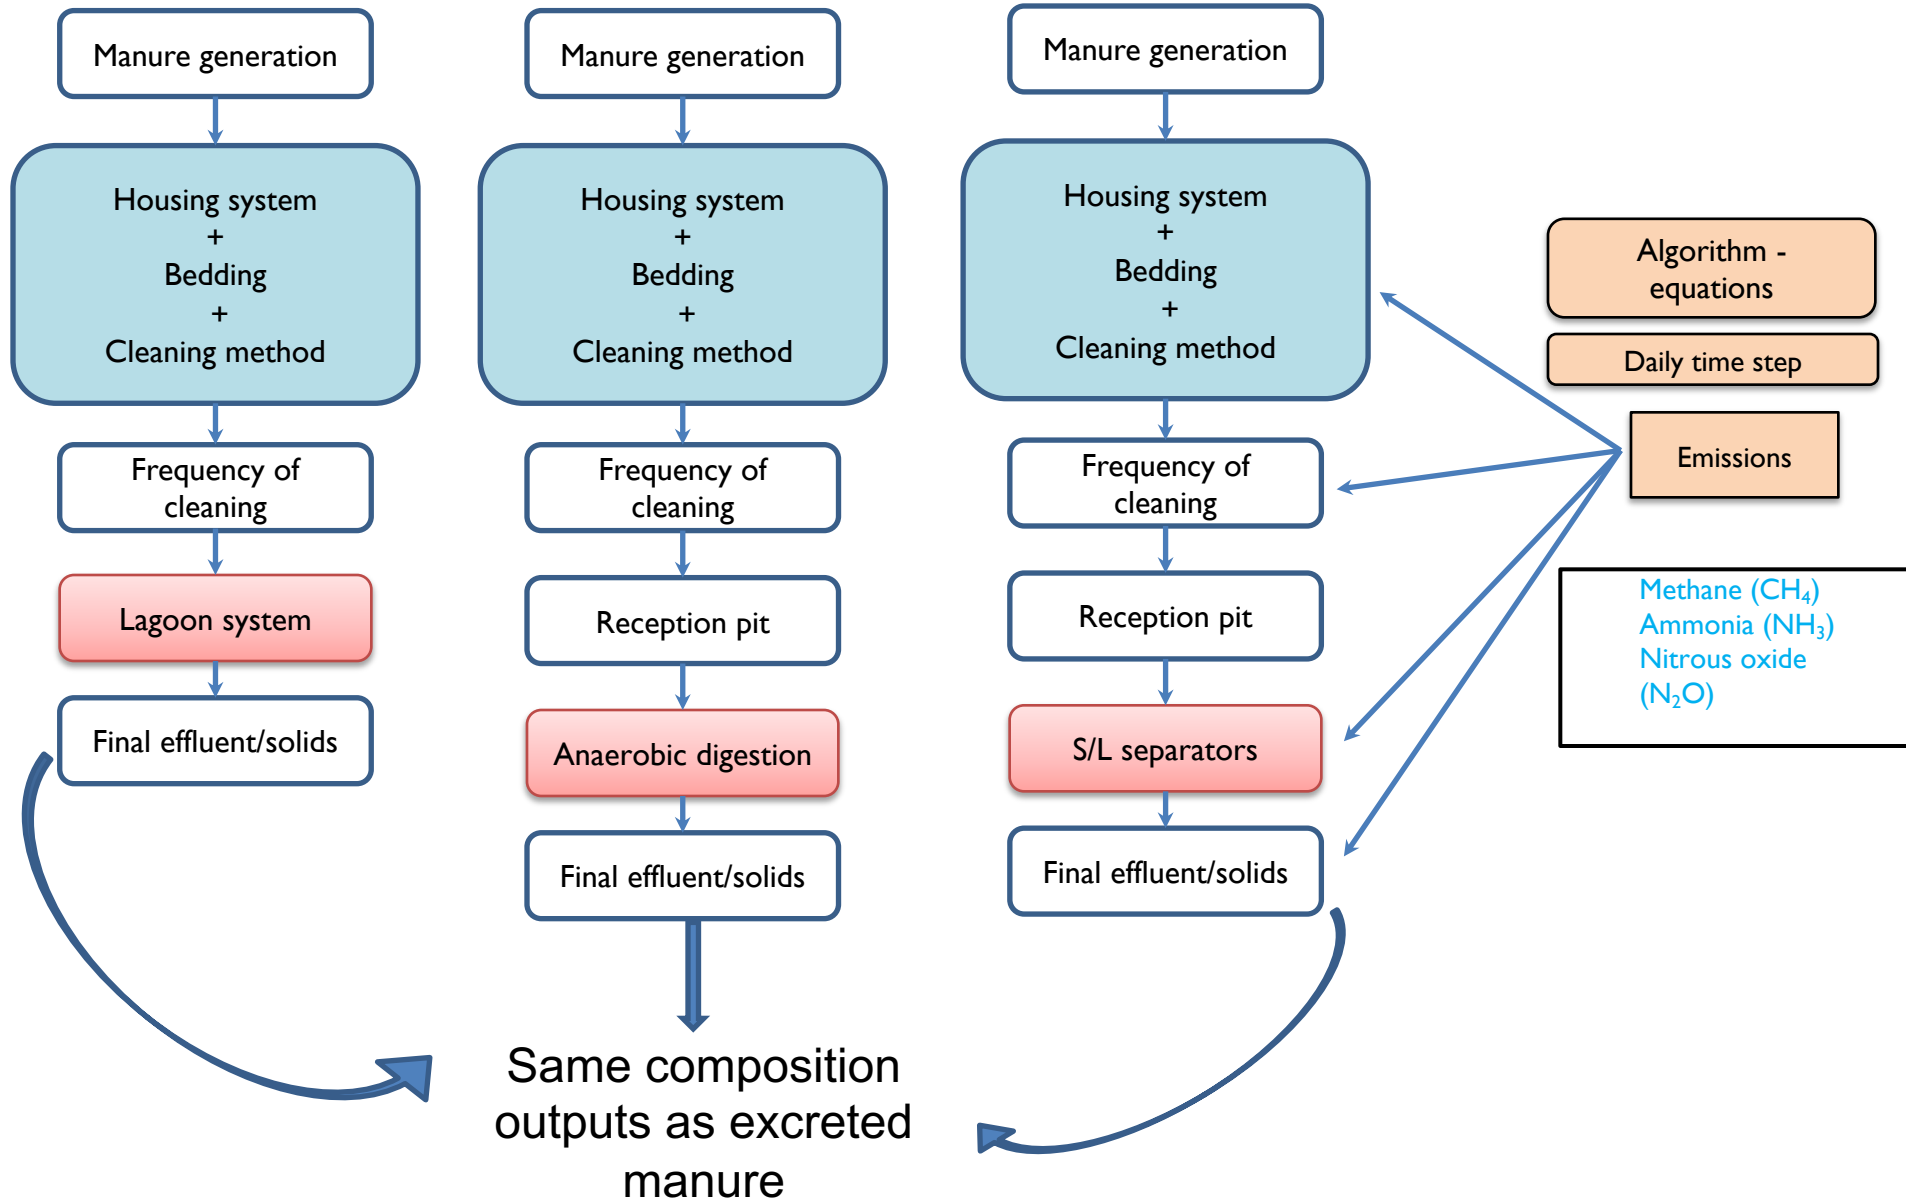 Manure generation
Housing system
+
Bedding
+
Cleaning method
Frequency of
cleaning
Lagoon system
Final effluent/solids
Manure generation
Housing system
+
Bedding
+
Cleaning method
Frequency of
cleaning
Reception pit
Anaerobic digestion
Final effluent/solids
Manure generation
Housing system
+
Bedding
+
Cleaning method
Frequency of
cleaning
Reception pit
S/L separators
Final effluent/solids
Algorithm -
equations
Daily time step
Emissions
Methane (CH₄)
Ammonia (NH₃)
Nitrous oxide
(N₂O)
Same composition
outputs as excreted
manure